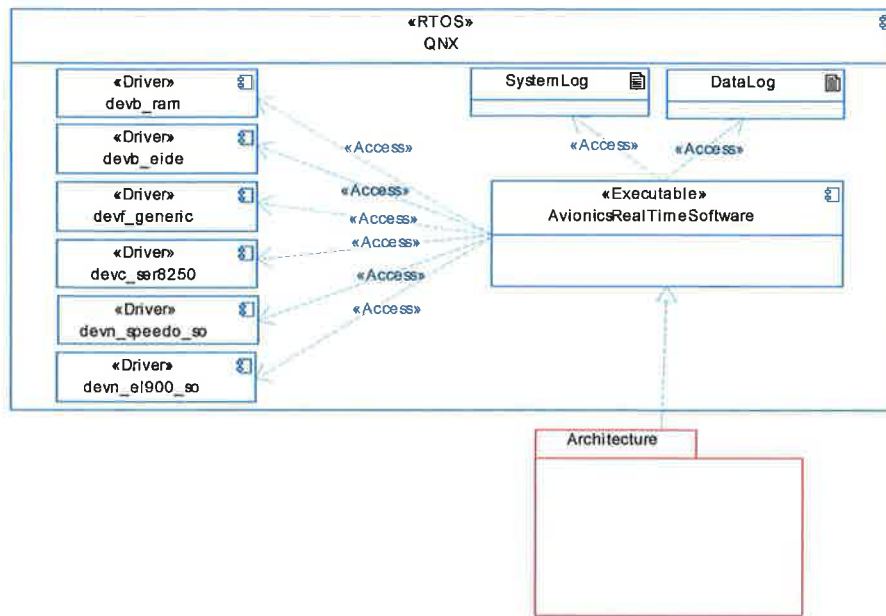 «RTOS»
QNX
«Driver»
devb_ram
SystemLog
DataLog
«Driver»
devb_eide
«Access»
«Access»
«Access»
«Driver»
devf_generic
«Access»
«Executable»
AvionicsRealTimeSoftware
«Access»
«Driver»
devc_ser8250
«Access»
«Access»
«Driver»
devn_speedo_so
«Access»
«Driver»
devn_el900_so
Architecture